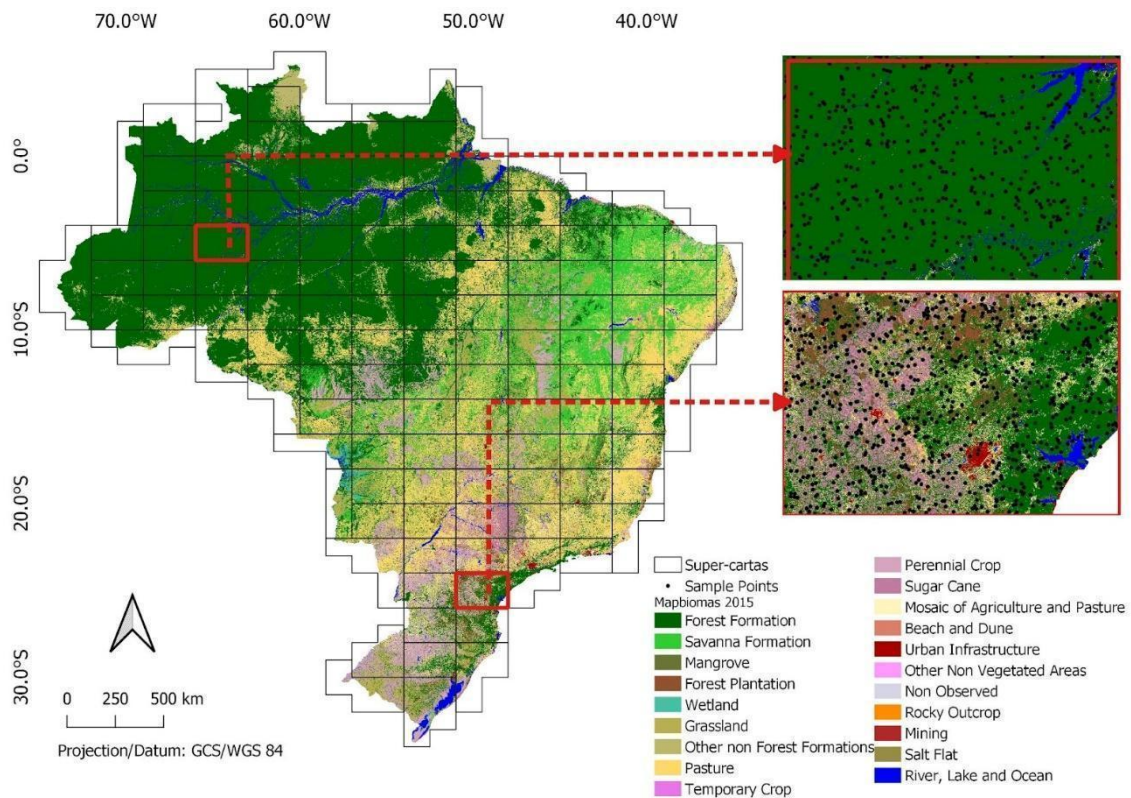 70.0°W 60.0°W 50.0°W 40.0°W
0.0°
10.0°S
20.0°S
30.0°S
0 250 500 km
Projection/Datum: GCS/WGS 84
Super-cartas
Sample Points
Mapbiomas 2015
Forest Formation
Savanna Formation
Mangrove
Forest Plantation
Wetland
Grassland
Other non Forest Formations
Pasture
Temporary Crop
Perennial Crop
Sugar Cane
Mosaic of Agriculture and Pasture
Beach and Dune
Urban Infrastructure
Other Non Vegetated Areas
Non Observed
Rocky Outcrop
Mining
Salt Flat
River, Lake and Ocean